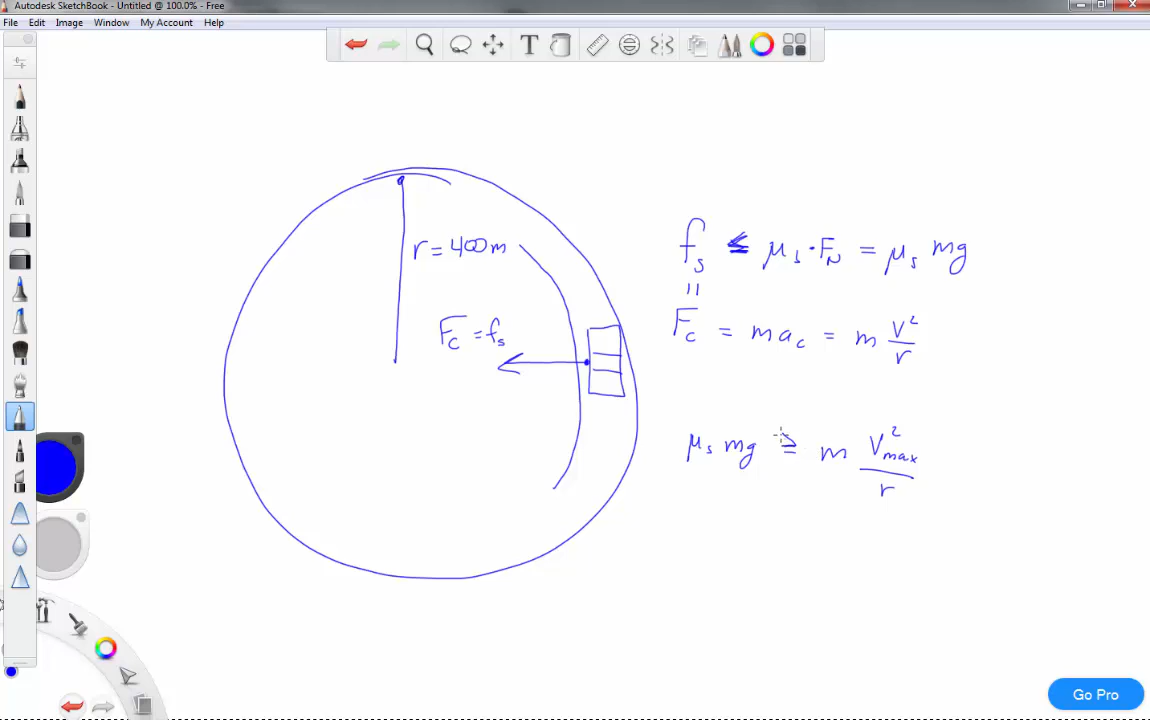 Autodesk SketchBook - Untitled @ 100.0% - Free
File Edit Image Window My Account Help
r = 400m
F_c = f_s
f_s ≤ μ_s · F_N = μ_s mg
=
F_c = m a_c = m v²/r
μ_s mg ≥ m v²_max/r
Go Pro